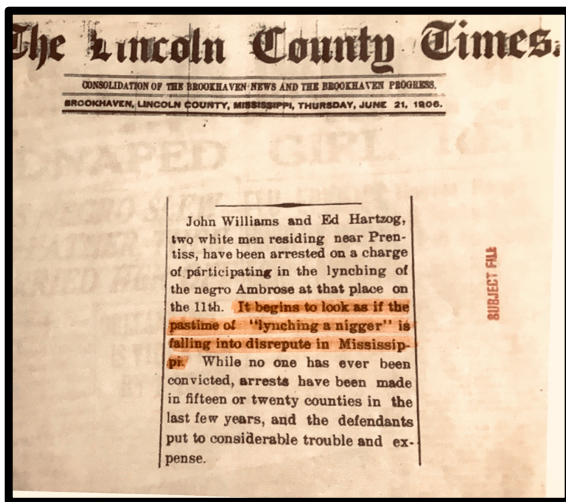 The Lincoln County Times.
CONSOLIDATION OF THE BROOKHAVEN NEWS AND THE BROOKHAVEN PROGRESS.
BROOKHAVEN, LINCOLN COUNTY, MISSISSIPPI, THURSDAY, JUNE 21, 1906.
John Williams and Ed Hartzog,
two white men residing near Pren-
tiss, have been arrested on a charge
of participating in the lynching of
the negro Ambrose at that place on
the 11th. It begins to look as if the
pastime of "lynching a nigger" is
falling into disrepute in Mississip-
pi. While no one has ever been
convicted, arrests have been made
in fifteen or twenty counties in the
last few years, and the defendants
put to considerable trouble and ex-
pense.
SUBJECT FILE